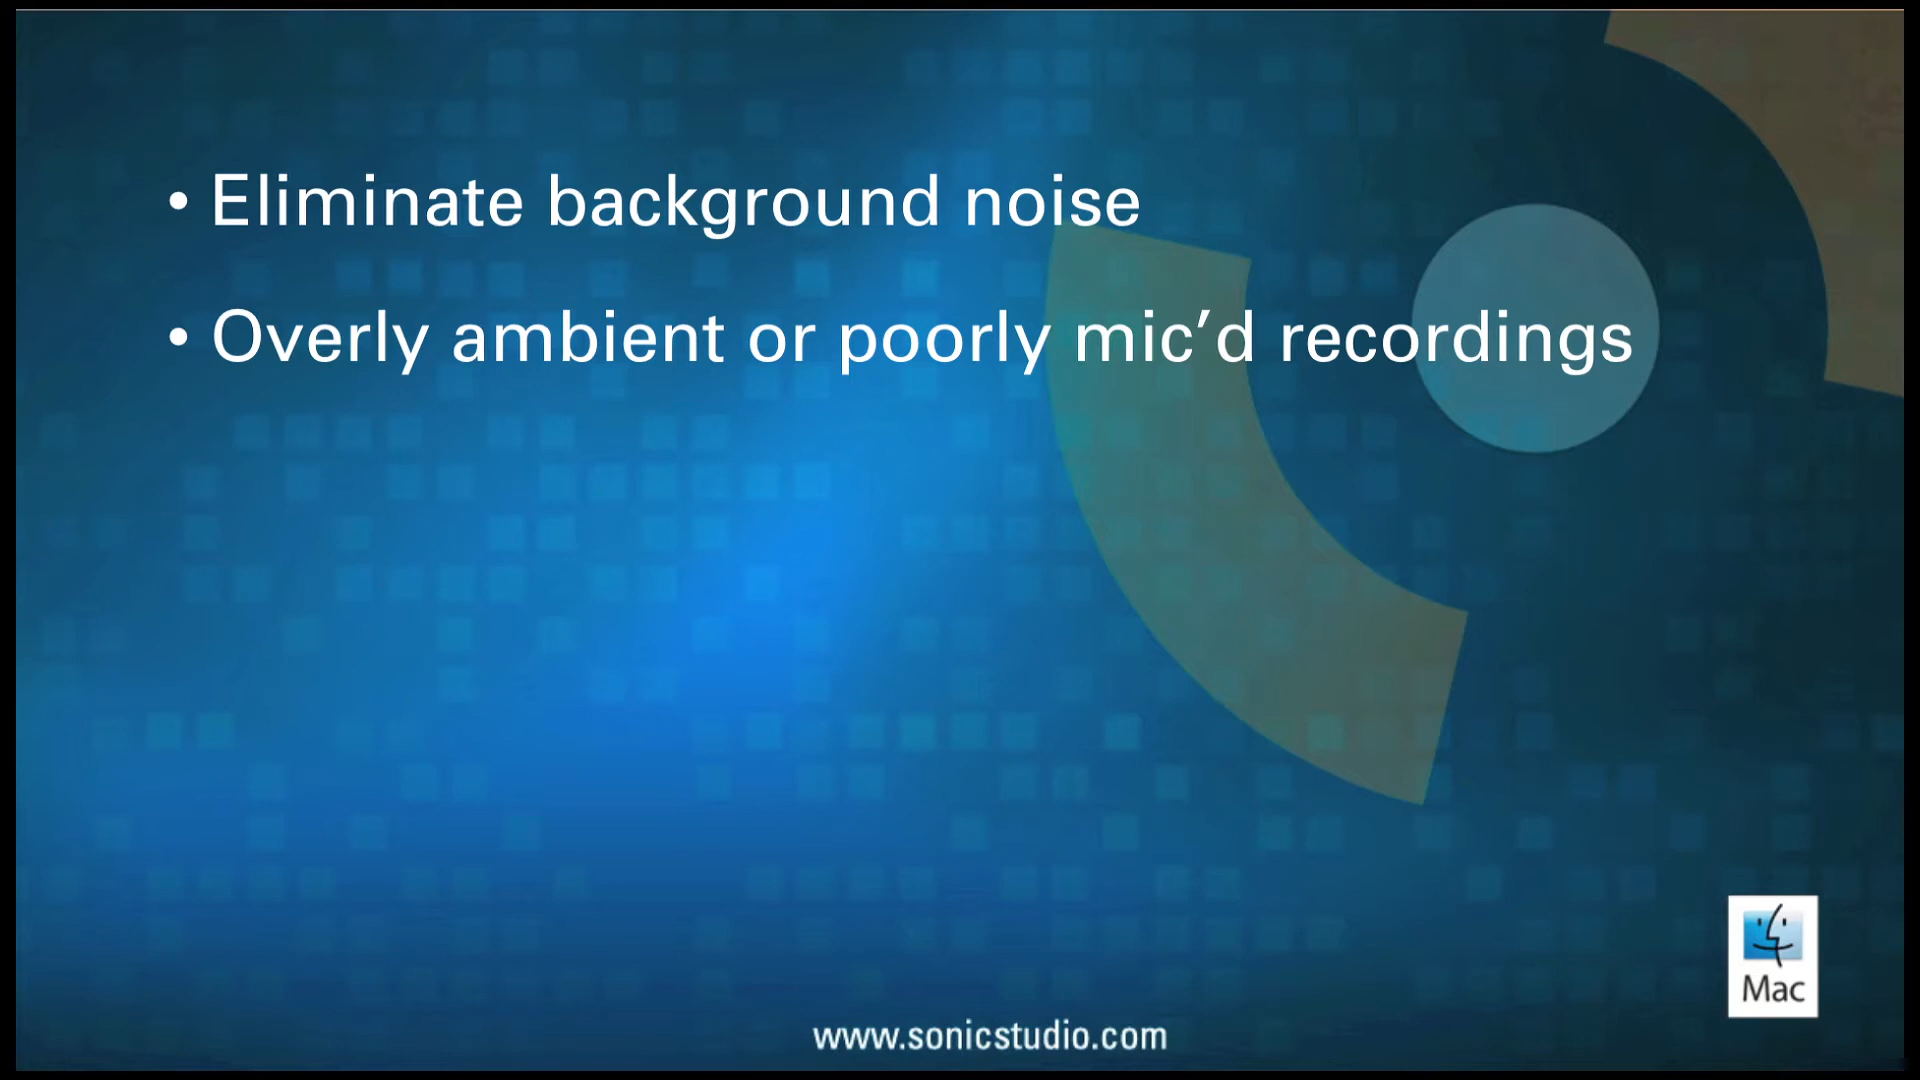 • Eliminate background noise
• Overly ambient or poorly mic’d recordings
Mac
www.sonicstudio.com